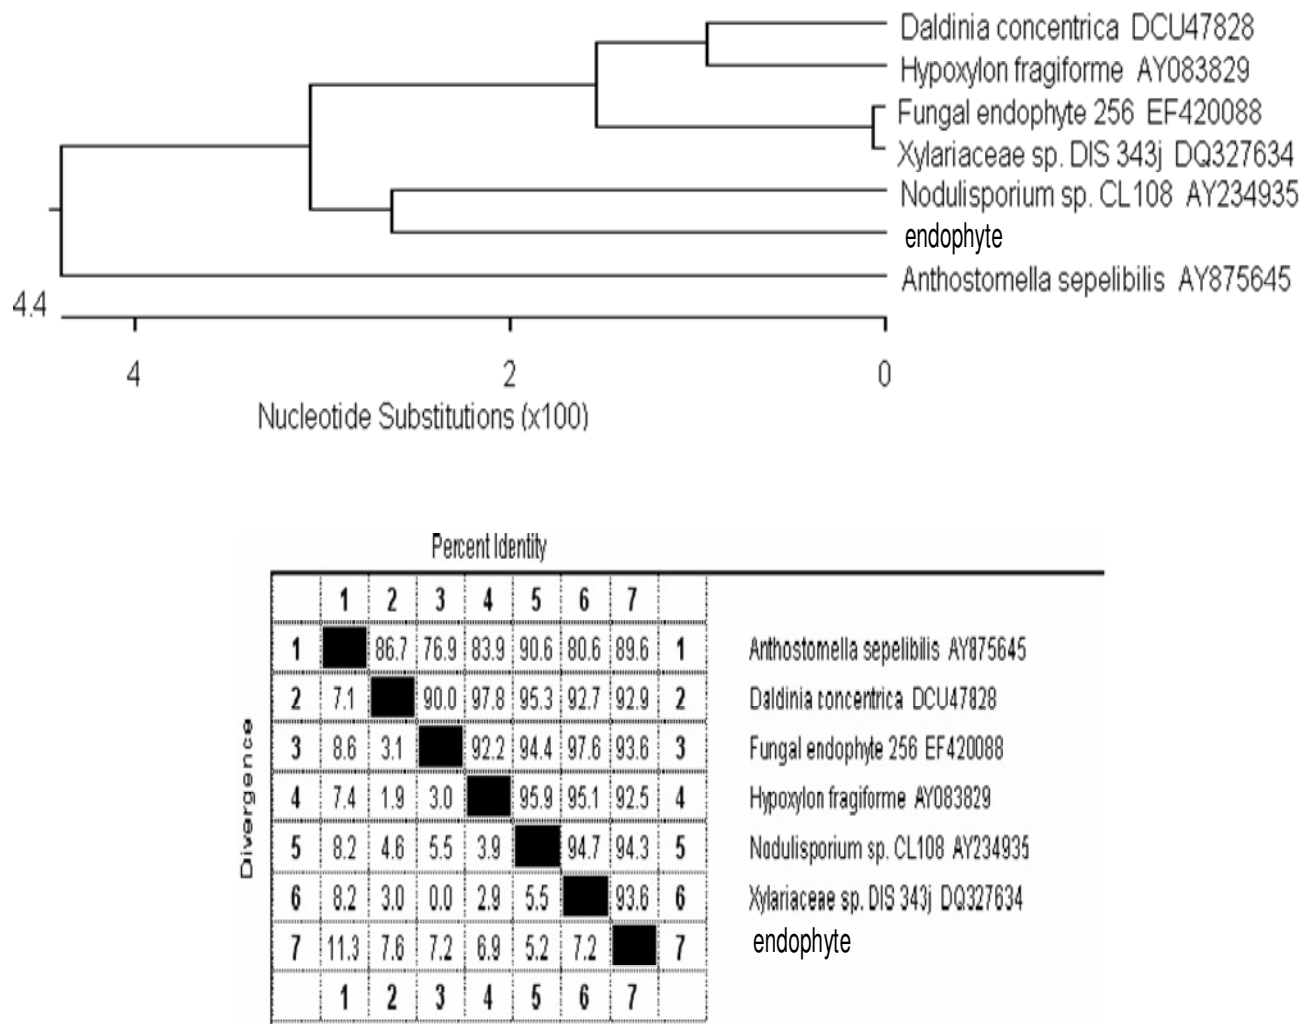 Daldinia concentrica DCU47828
Hypoxylon fragiforme AY083829
Fungal endophyte 256 EF420088
Xylariaceae sp. DIS 343j DQ327634
Nodulisporium sp. CL108 AY234935
endophyte
Anthostomella sepelibilis AY875645
4.4
4 2 0
Nucleotide Substitutions (x100)
Percent Identity
Divergence
1 2 3 4 5 6 7
1 86.7 76.9 83.9 90.6 80.6 89.6 1 Anthostomella sepelibilis AY875645
2 7.1 90.0 97.8 95.3 92.7 92.9 2 Daldinia concentrica DCU47828
3 8.6 3.1 92.2 94.4 97.6 93.6 3 Fungal endophyte 256 EF420088
4 7.4 1.9 3.0 95.9 95.1 92.5 4 Hypoxylon fragiforme AY083829
5 8.2 4.6 5.5 3.9 94.7 94.3 5 Nodulisporium sp. CL108 AY234935
6 8.2 3.0 0.0 2.9 5.5 93.6 6 Xylariaceae sp. DIS 343j DQ327634
7 11.3 7.6 7.2 6.9 5.2 7.2 7 endophyte
1 2 3 4 5 6 7